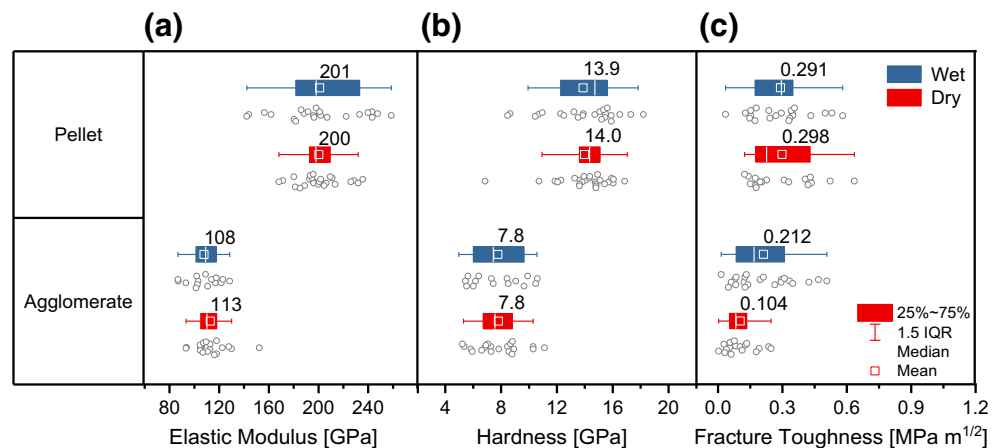 (a) (b) (c)
Pellet
Agglomerate
201
200
108
113
13.9
14.0
7.8
7.8
0.291
0.298
0.212
0.104
Wet
Dry
25%~75%
1.5 IQR
Median
Mean
80 120 160 200 240
4 8 12 16 20
0.0 0.3 0.6 0.9 1.2
Elastic Modulus [GPa]
Hardness [GPa]
Fracture Toughness [MPa m^1/2]